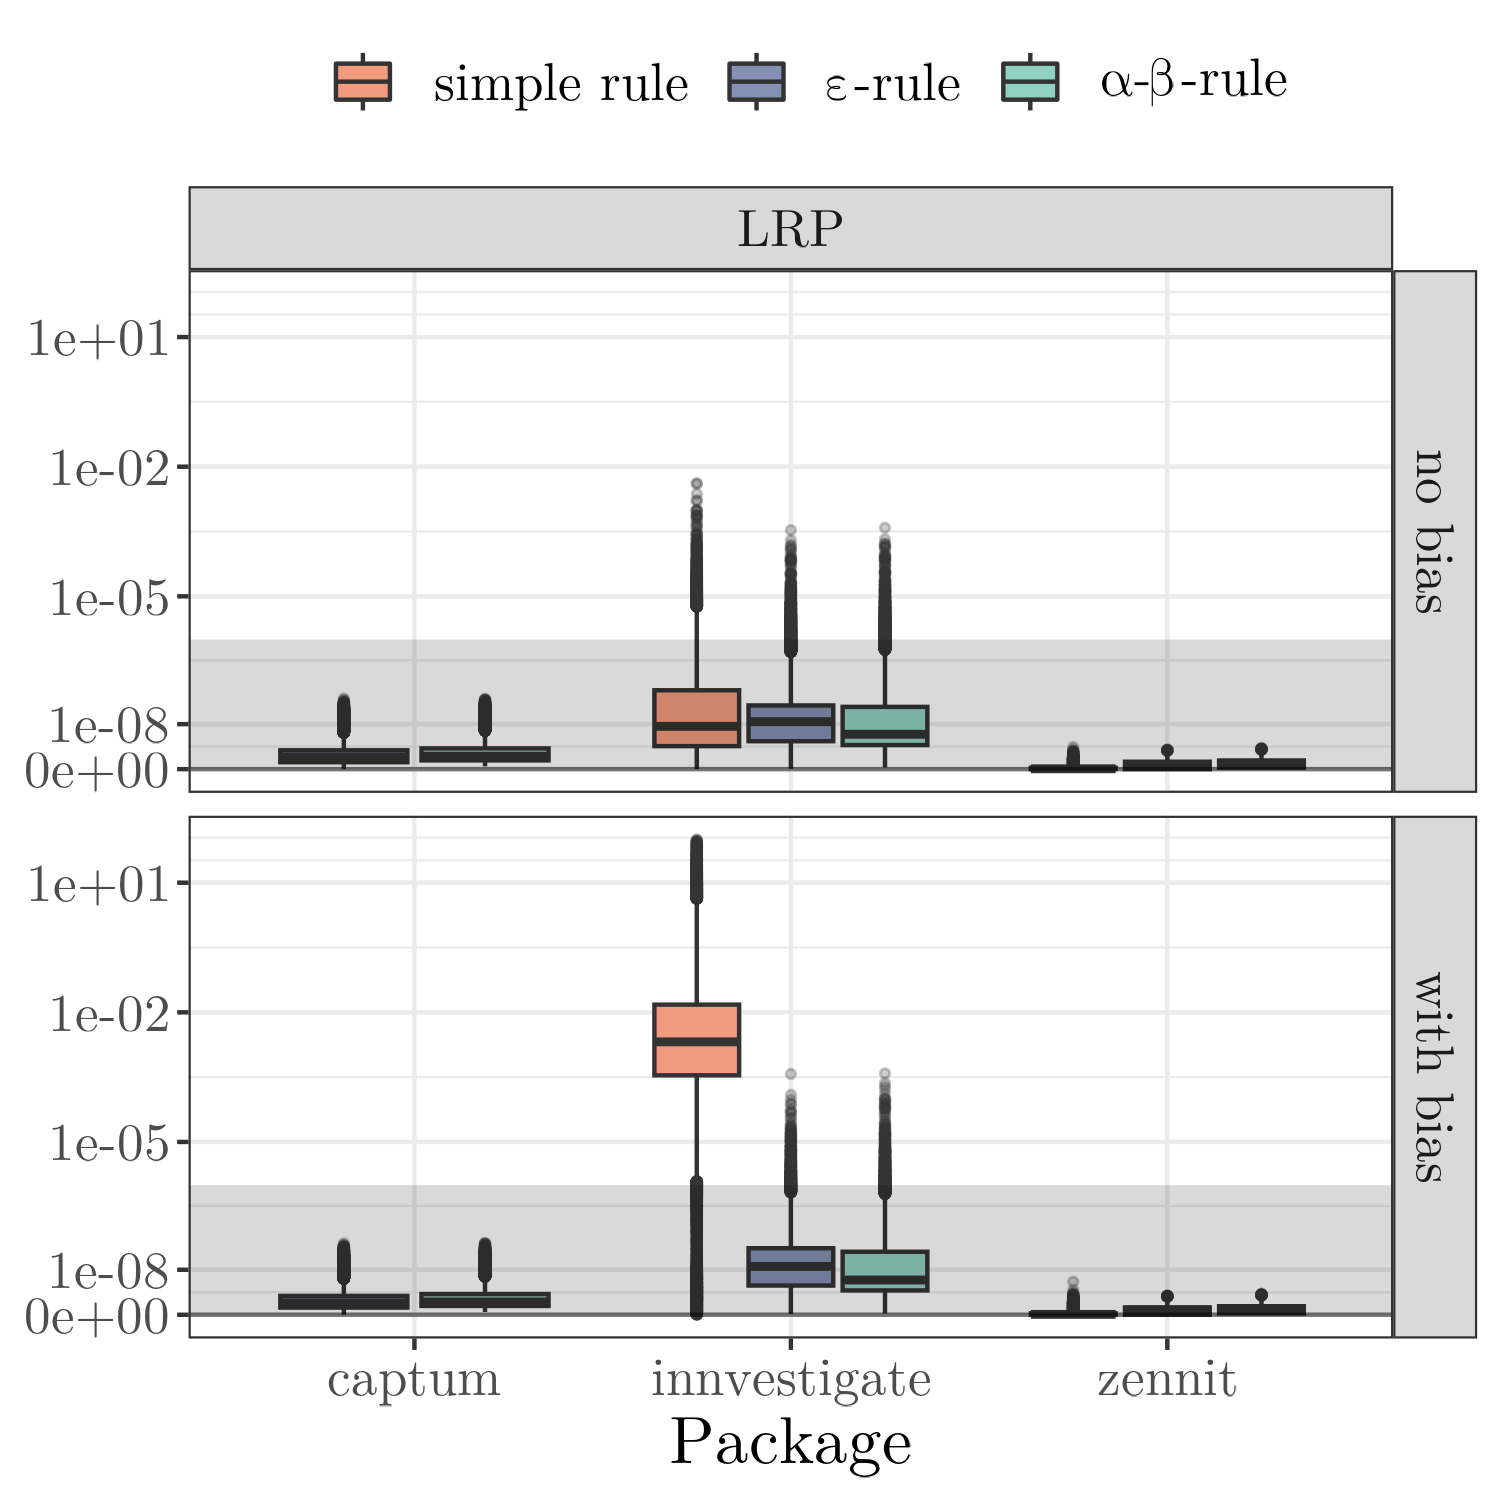 simple rule ε-rule α-β-rule
LRP
1e+01
1e-02
1e-05
1e-08
0e+00
no bias
1e+01
1e-02
1e-05
1e-08
0e+00
with bias
captum innvestigate zennit
Package